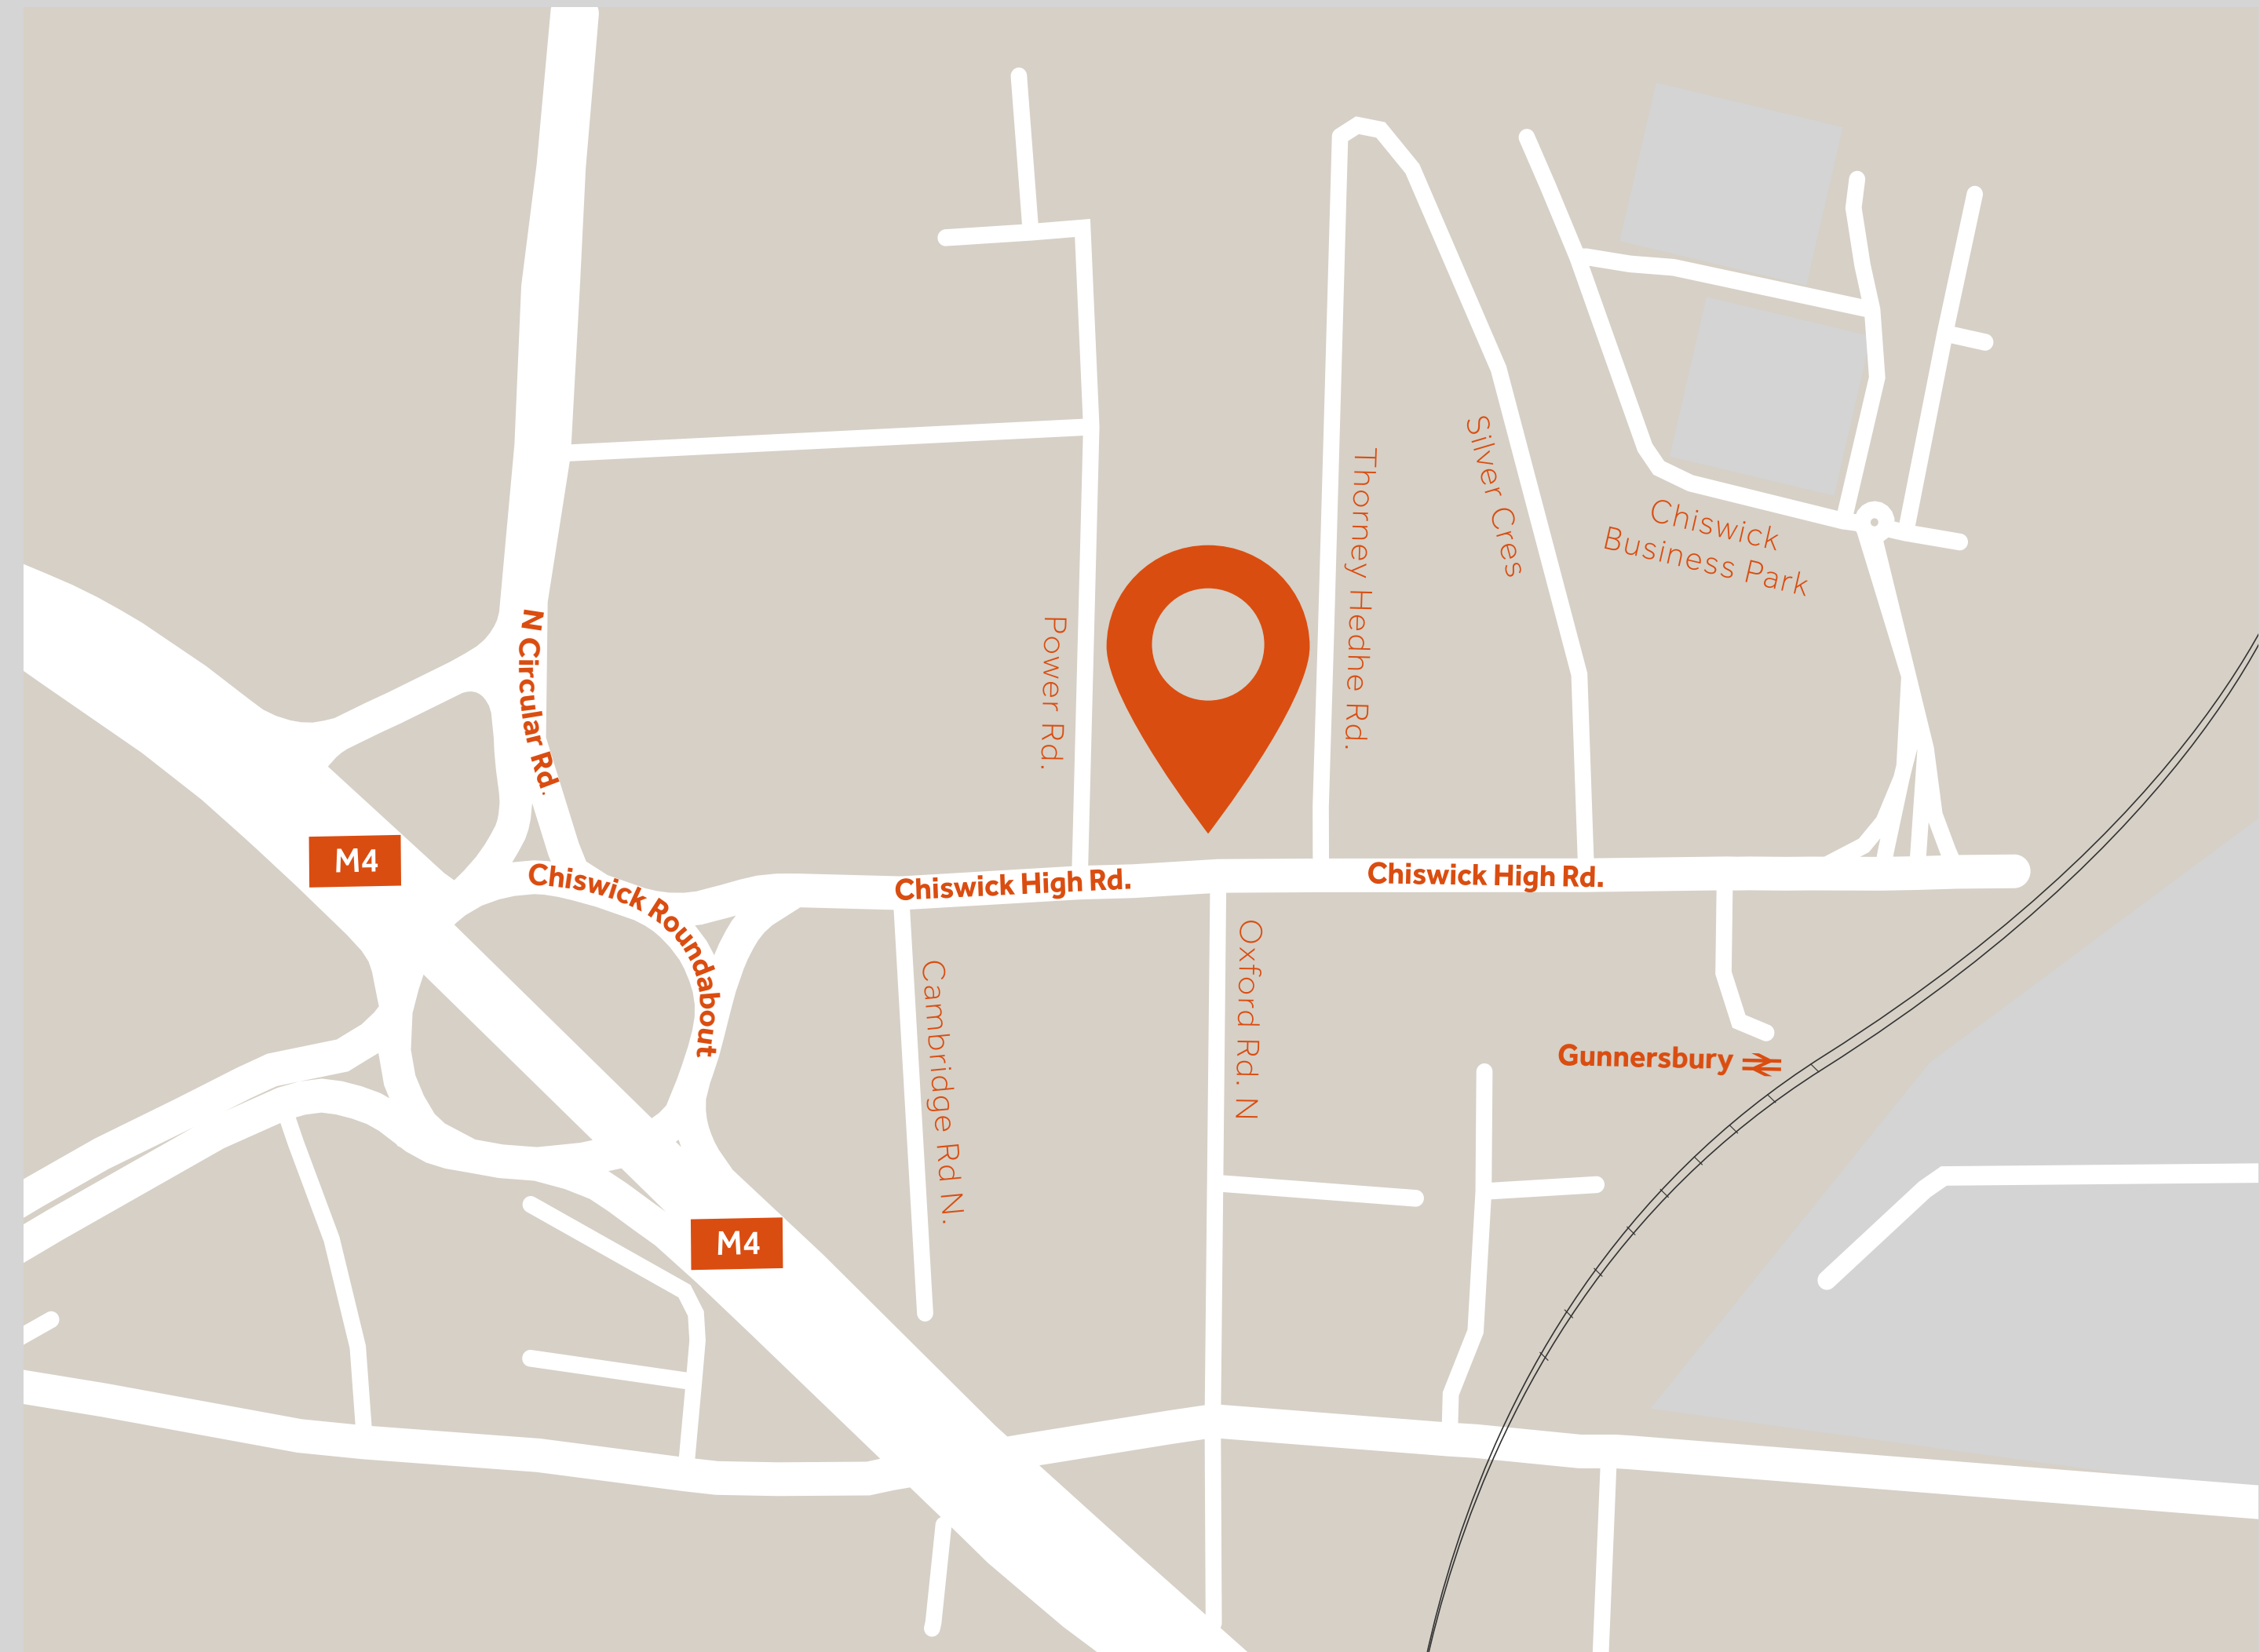 Silver Cres
Thorney Hedhe Rd.
Chiswick
Business Park
N Circular Rd.
Power Rd.
M4
Chiswick Roundabout
Chiswick High Rd.
Chiswick High Rd.
Cambridge Rd N.
Oxford Rd. N
Gunnersbury
M4